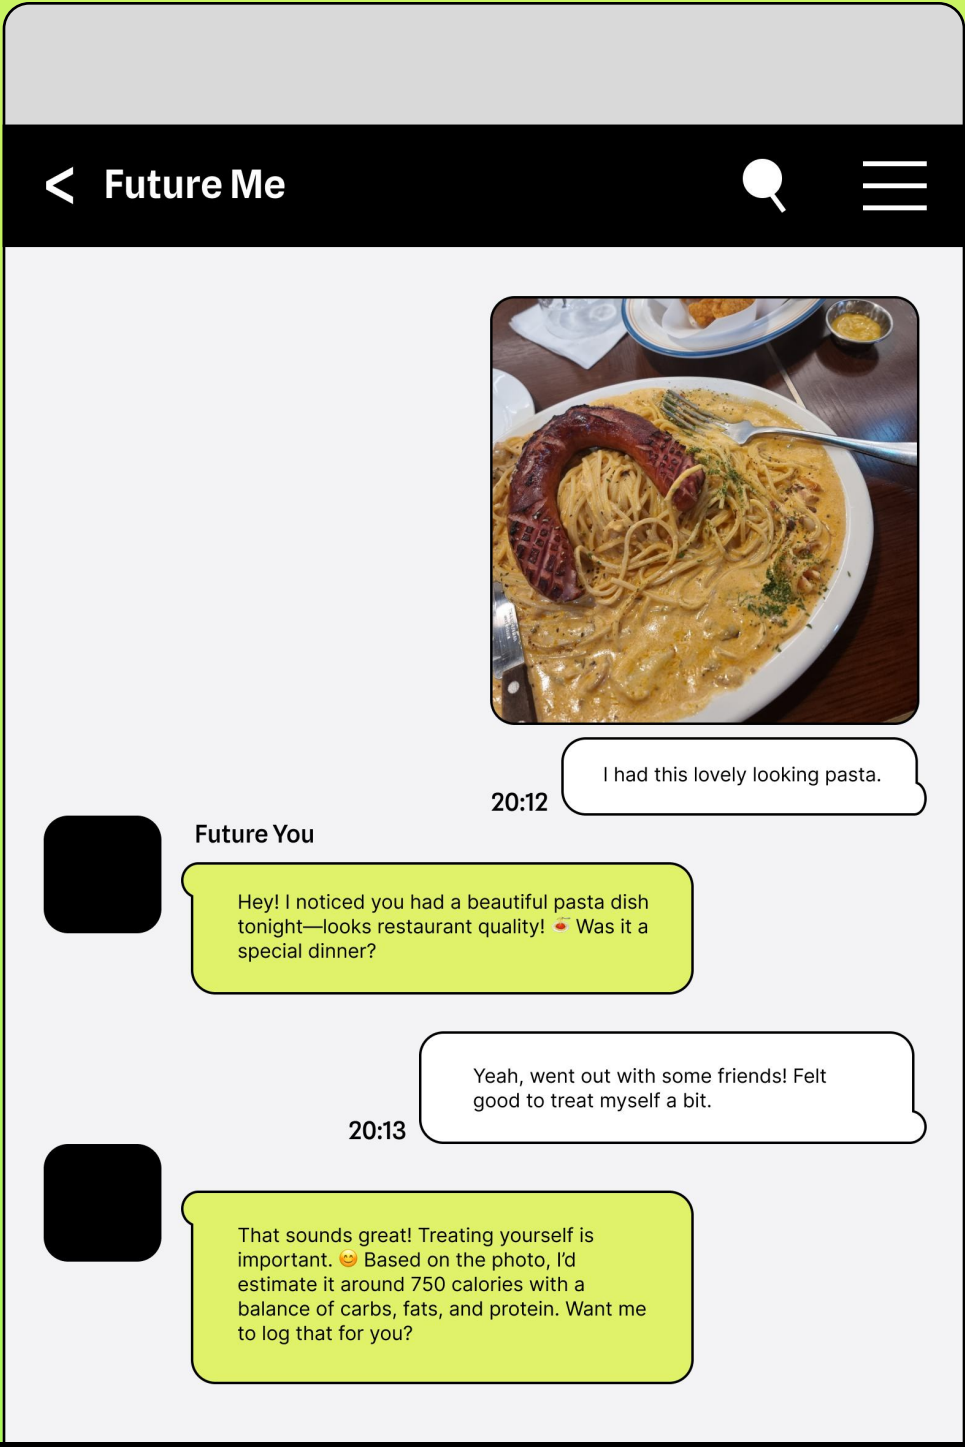 < Future Me
I had this lovely looking pasta.
20:12
Future You
Hey! I noticed you had a beautiful pasta dish
tonight—looks restaurant quality! 🍝 Was it a
special dinner?
Yeah, went out with some friends! Felt
good to treat myself a bit.
20:13
That sounds great! Treating yourself is
important. 😊 Based on the photo, I’d
estimate it around 750 calories with a
balance of carbs, fats, and protein. Want me
to log that for you?